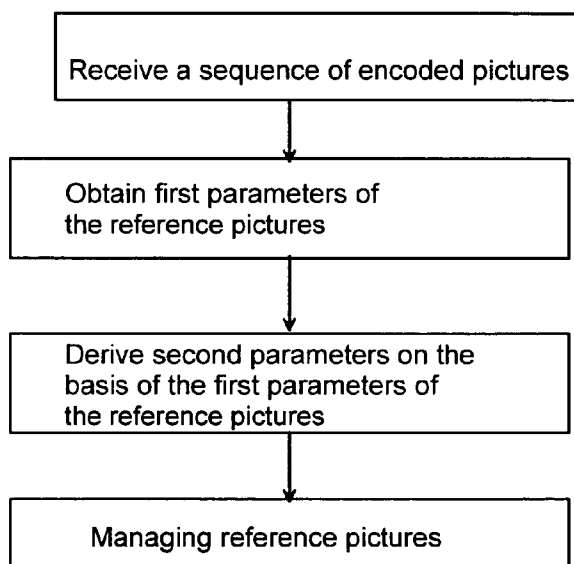 Receive a sequence of encoded pictures
Obtain first parameters of
the reference pictures
Derive second parameters on the
basis of the first parameters of
the reference pictures
Managing reference pictures